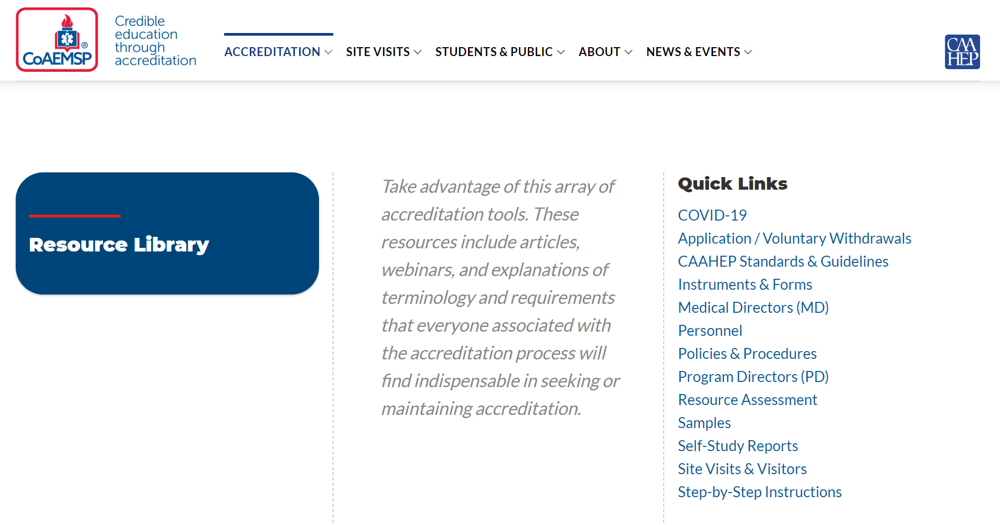 CoAEMSP®
Credible
education
through
accreditation
ACCREDITATION
SITE VISITS
STUDENTS & PUBLIC
ABOUT
NEWS & EVENTS
CAA
HEP
Resource Library
Take advantage of this array of
accreditation tools. These
resources include articles,
webinars, and explanations of
terminology and requirements
that everyone associated with
the accreditation process will
find indispensable in seeking or
maintaining accreditation.
Quick Links
COVID-19
Application / Voluntary Withdrawals
CAAHEP Standards & Guidelines
Instruments & Forms
Medical Directors (MD)
Personnel
Policies & Procedures
Program Directors (PD)
Resource Assessment
Samples
Self-Study Reports
Site Visits & Visitors
Step-by-Step Instructions